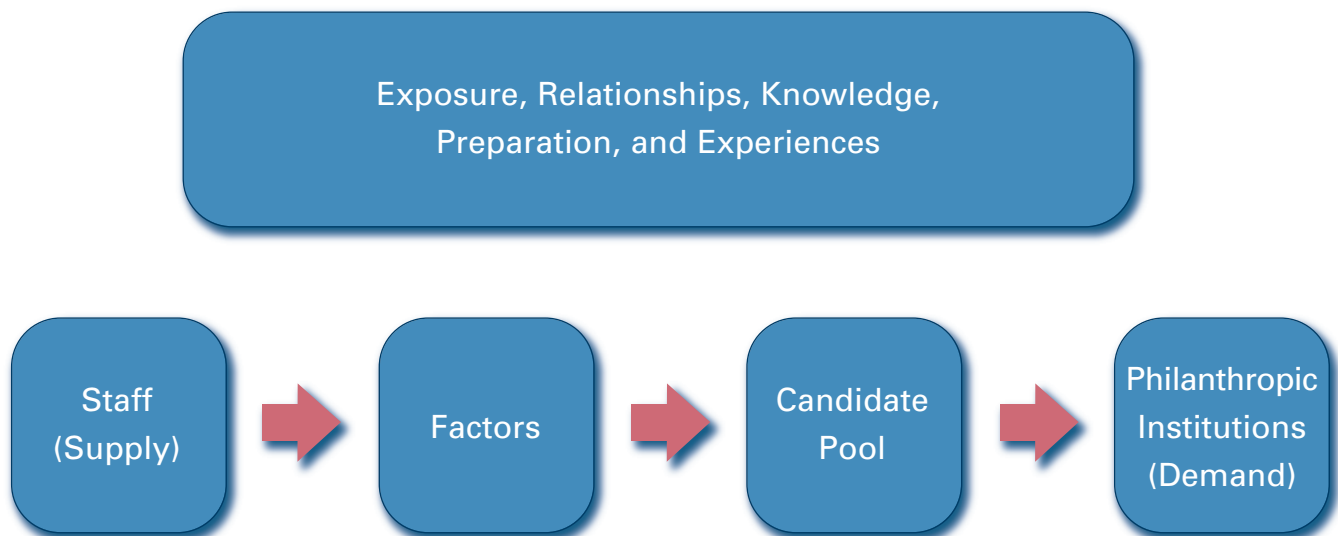 Exposure, Relationships, Knowledge,
Preparation, and Experiences
Staff
(Supply)
Factors
Candidate
Pool
Philanthropic
Institutions
(Demand)